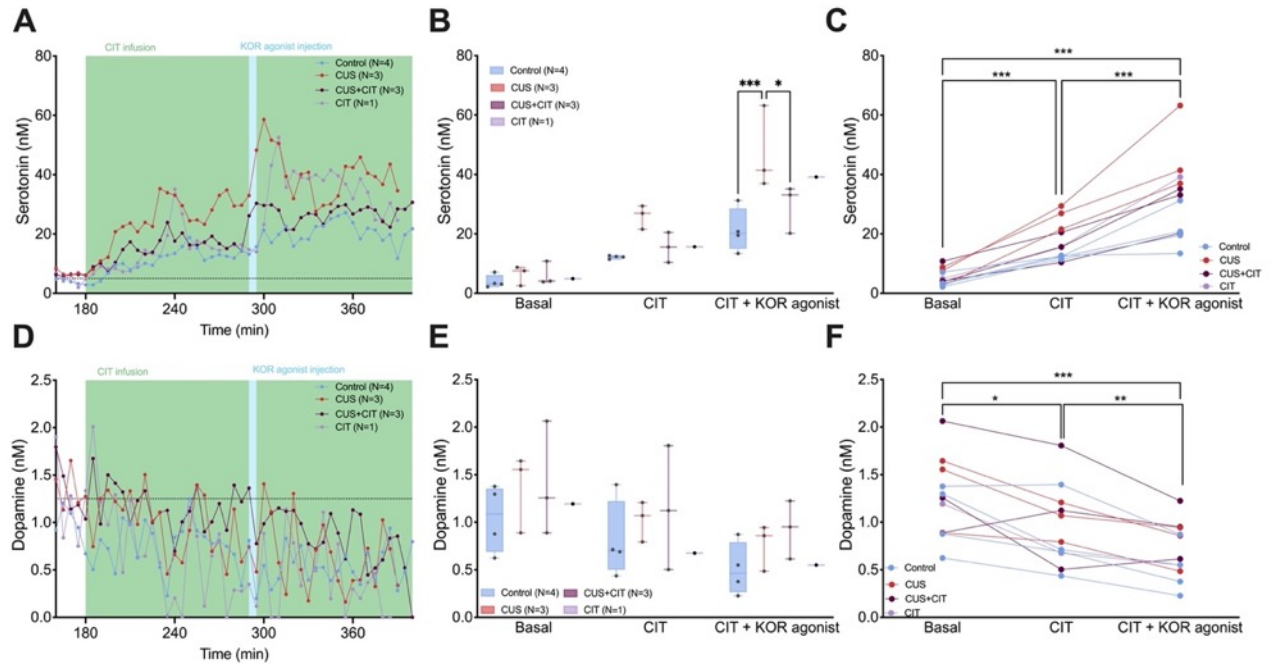 A
CIT infusion
KOR agonist injection
80
60
40
20
0
Serotonin (nM)
Control (N=4)
CUS (N=3)
CUS+CIT (N=3)
CIT (N=1)
180
240
300
360
Time (min)
B
80
60
40
20
0
Serotonin (nM)
Control (N=4)
CUS (N=3)
CUS+CIT (N=3)
CIT (N=1)
***
*
Basal
CIT
CIT + KOR agonist
C
80
60
40
20
0
Serotonin (nM)
***
***
***
Control
CUS
CUS+CIT
CIT
Basal
CIT
CIT + KOR agonist
D
CIT infusion
KOR agonist injection
2.5
2.0
1.5
1.0
0.5
0.0
Dopamine (nM)
Control (N=4)
CUS (N=3)
CUS+CIT (N=3)
CIT (N=1)
180
240
300
360
Time (min)
E
2.5
2.0
1.5
1.0
0.5
0.0
Dopamine (nM)
Control (N=4)
CUS+CIT (N=3)
CUS (N=3)
CIT (N=1)
Basal
CIT
CIT + KOR agonist
F
2.5
2.0
1.5
1.0
0.5
0.0
Dopamine (nM)
***
*
**
Control
CUS
CUS+CIT
CIT
Basal
CIT
CIT + KOR agonist